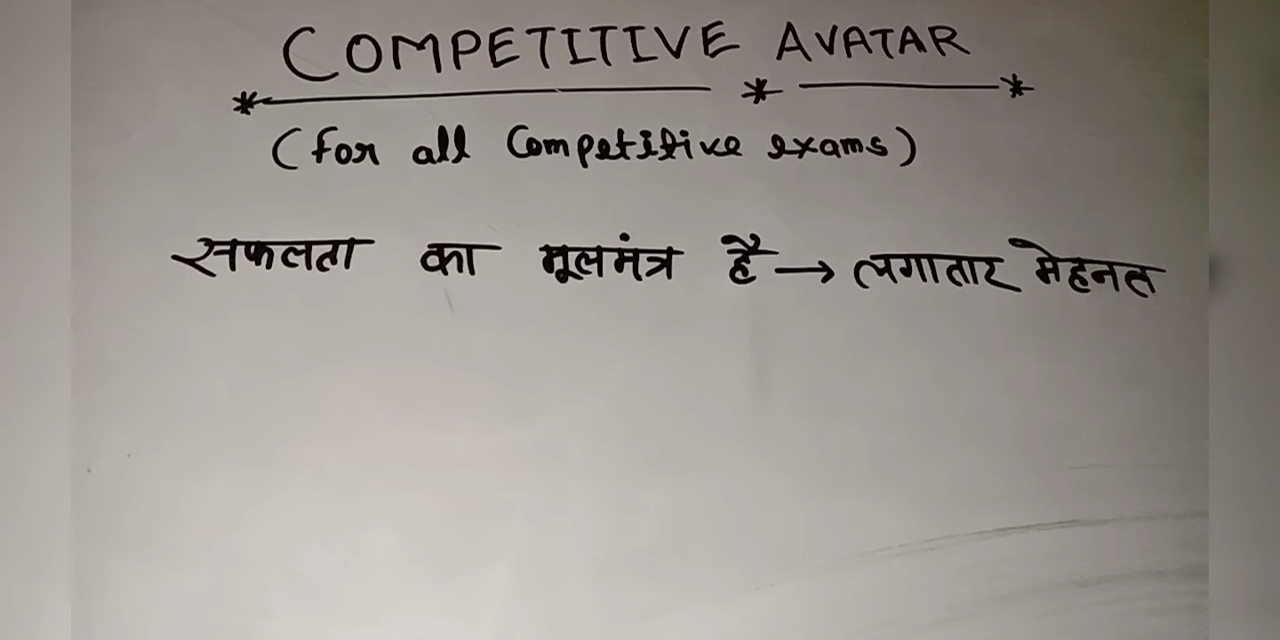 COMPETITIVE AVATAR
(for all Competitive exams)
सफलता का मूलमंत्र है → लगातार मेहनत